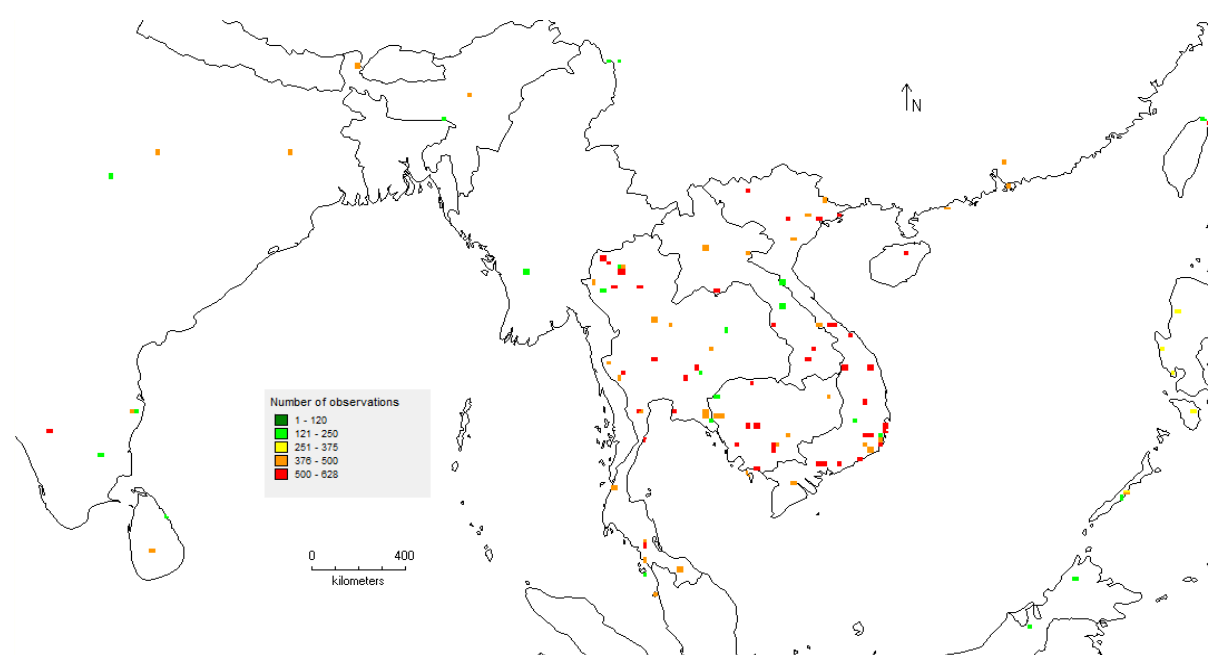 N
Number of observations
1 - 120
121 - 250
251 - 375
376 - 500
500 - 628
0 400
kilometers